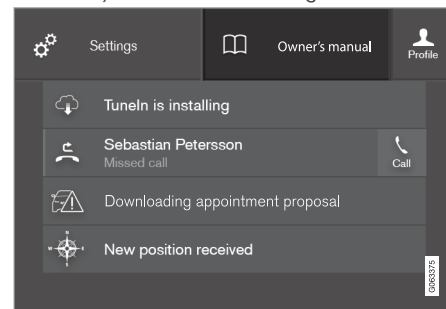 Settings
Owner's manual
Profile
TuneIn is installing
Sebastian Petersson
Missed call
Call
Downloading appointment proposal
New position received
G063375